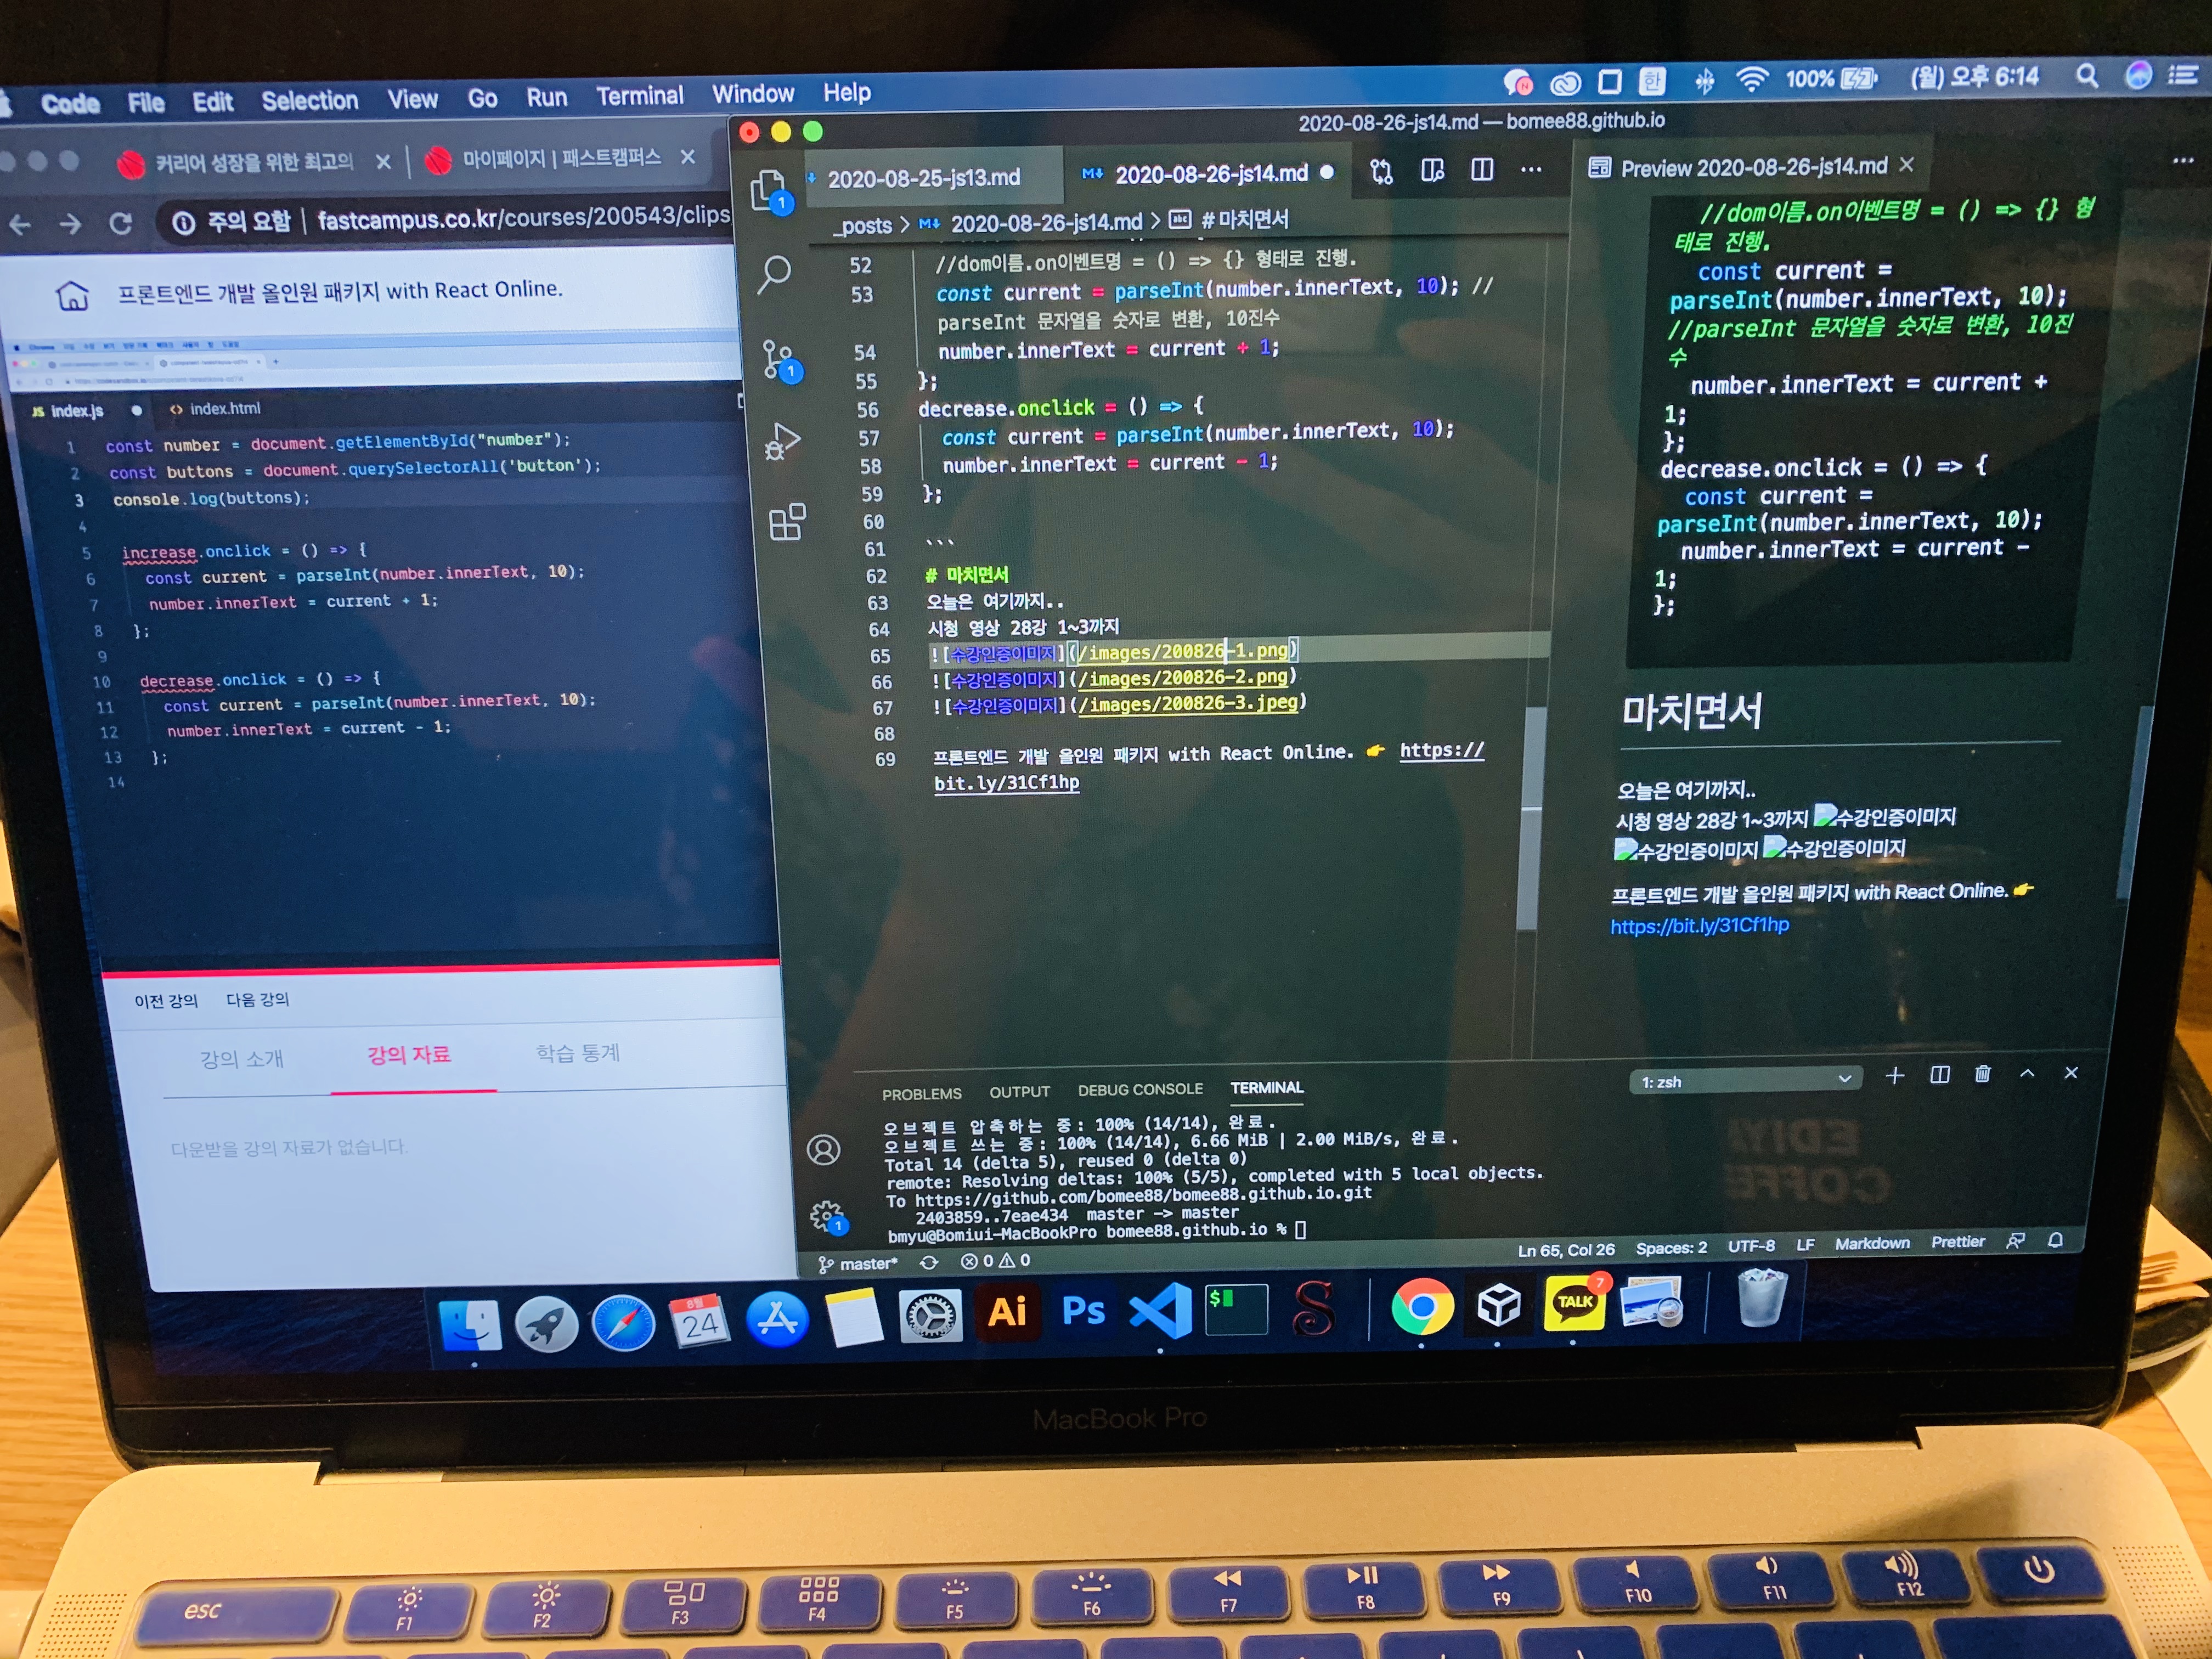 Code File Edit Selection View Go Run Terminal Window Help
한 100% (월) 오후 6:14
커리어 성장을 위한 최고의
마이페이지 | 패스트캠퍼스
주의 요함 | fastcampus.co.kr/courses/200543/clips
프론트엔드 개발 올인원 패키지 with React Online.
index.js
index.html
1 const number = document.getElementById("number");
2 const buttons = document.querySelectorAll('button');
3 console.log(buttons);
4
5 increase.onclick = () => {
6 const current = parseInt(number.innerText, 10);
7 number.innerText = current + 1;
8 };
9
10 decrease.onclick = () => {
11 const current = parseInt(number.innerText, 10);
12 number.innerText = current - 1;
13 };
14
이전 강의 다음 강의
강의 소개 강의 자료 학습 통계
다운받을 강의 자료가 없습니다.
2020-08-26-js14.md — bomee88.github.io
2020-08-25-js13.md
2020-08-26-js14.md
_posts > 2020-08-26-js14.md > # 마치면서
52 //dom이름.on이벤트명 = () => {} 형태로 진행.
53 const current = parseInt(number.innerText, 10); //
parseInt 문자열을 숫자로 변환, 10진수
54 number.innerText = current + 1;
55 };
56 decrease.onclick = () => {
57 const current = parseInt(number.innerText, 10);
58 number.innerText = current - 1;
59 };
60
61 ```
62 # 마치면서
63 오늘은 여기까지..
64 시청 영상 28강 1~3까지
65 ![수강인증이미지](/images/200826-1.png)
66 ![수강인증이미지](/images/200826-2.png)
67 ![수강인증이미지](/images/200826-3.jpeg)
68
69 프론트엔드 개발 올인원 패키지 with React Online. 👉 https://
bit.ly/31Cf1hp
Preview 2020-08-26-js14.md
//dom이름.on이벤트명 = () => {} 형
태로 진행.
const current =
parseInt(number.innerText, 10);
//parseInt 문자열을 숫자로 변환, 10진
수
number.innerText = current +
1;
};
decrease.onclick = () => {
const current =
parseInt(number.innerText, 10);
number.innerText = current -
1;
};
마치면서
오늘은 여기까지..
시청 영상 28강 1~3까지 수강인증이미지
수강인증이미지 수강인증이미지
프론트엔드 개발 올인원 패키지 with React Online. 👉
https://bit.ly/31Cf1hp
PROBLEMS OUTPUT DEBUG CONSOLE TERMINAL
1: zsh
오브젝트 압축하는 중: 100% (14/14), 완료.
오브젝트 쓰는 중: 100% (14/14), 6.66 MiB | 2.00 MiB/s, 완료.
Total 14 (delta 5), reused 0 (delta 0)
remote: Resolving deltas: 100% (5/5), completed with 5 local objects.
To https://github.com/bomee88/bomee88.github.io.git
2403859..7eae434 master -> master
bmyu@Bomiui-MacBookPro bomee88.github.io %
master* 0 0
Ln 65, Col 26 Spaces: 2 UTF-8 LF Markdown Prettier
8월
24
Ai
Ps
TALK
7
MacBook Pro
esc F1 F2 F3 F4 F5 F6 F7 F8 F9 F10 F11 F12